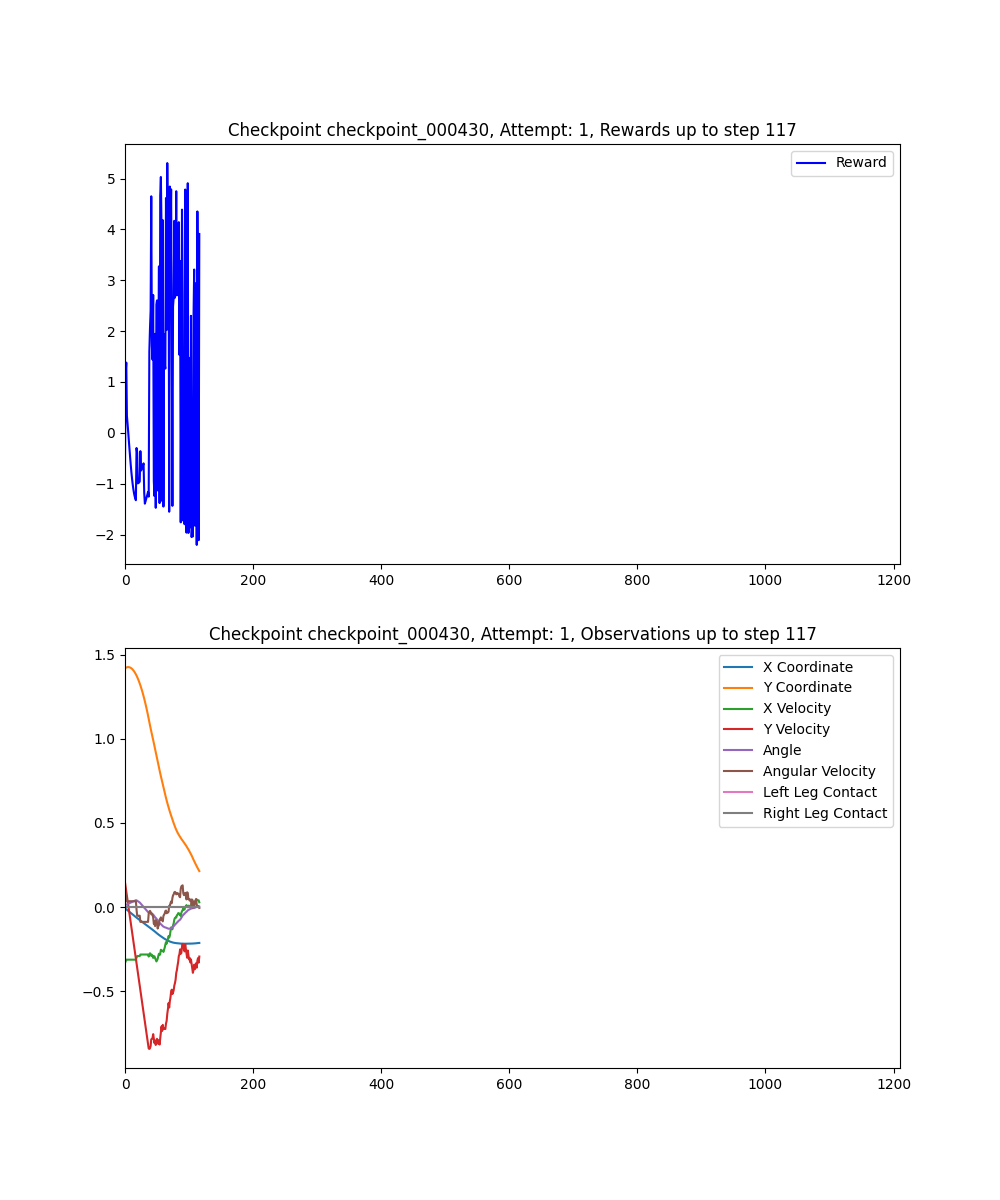 Checkpoint checkpoint_000430, Attempt: 1, Rewards up to step 117
Reward
5
4
3
2
1
0
−1
−2
0 200 400 600 800 1000 1200
Checkpoint checkpoint_000430, Attempt: 1, Observations up to step 117
X Coordinate
Y Coordinate
X Velocity
Y Velocity
Angle
Angular Velocity
Left Leg Contact
Right Leg Contact
1.5
1.0
0.5
0.0
−0.5
0 200 400 600 800 1000 1200